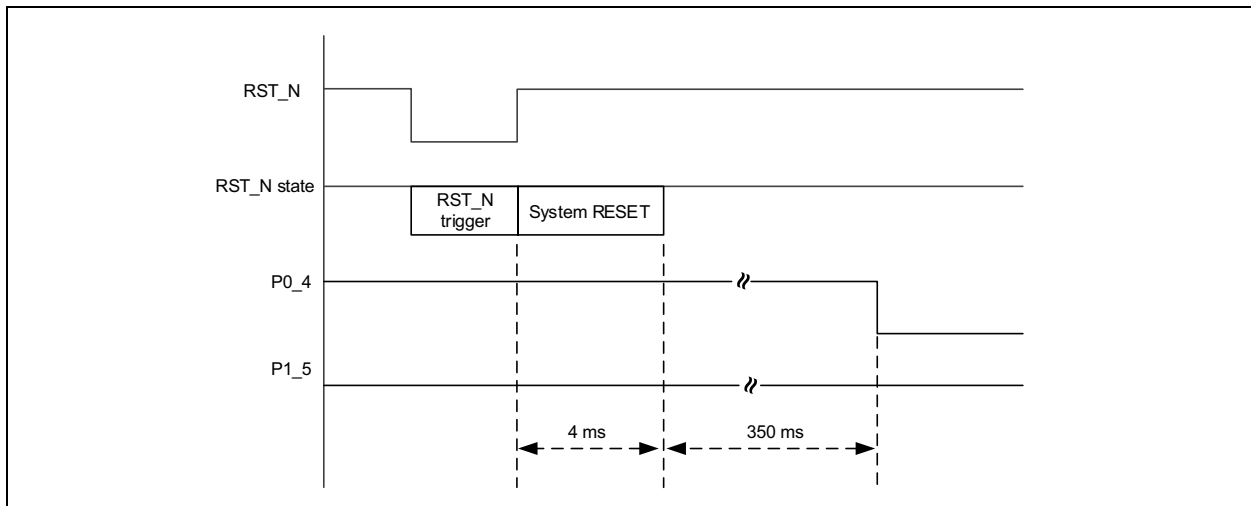 RST_N
RST_N state
RST_N
trigger
System RESET
P0_4
P1_5
4 ms
350 ms